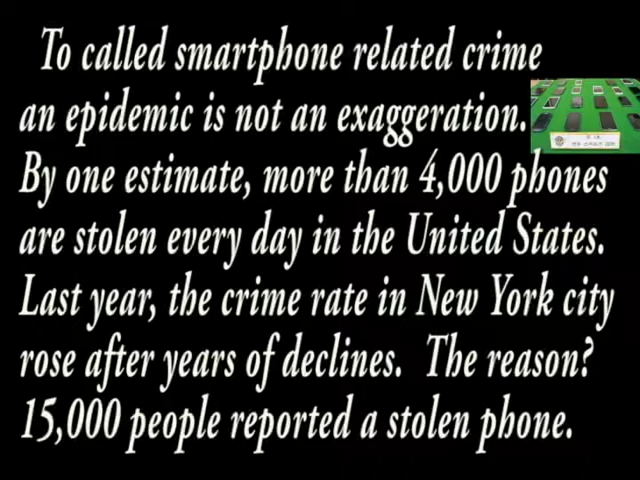 To called smartphone related crime
an epidemic is not an exaggeration.
By one estimate, more than 4,000 phones
are stolen every day in the United States.
Last year, the crime rate in New York city
rose after years of declines. The reason?
15,000 people reported a stolen phone.